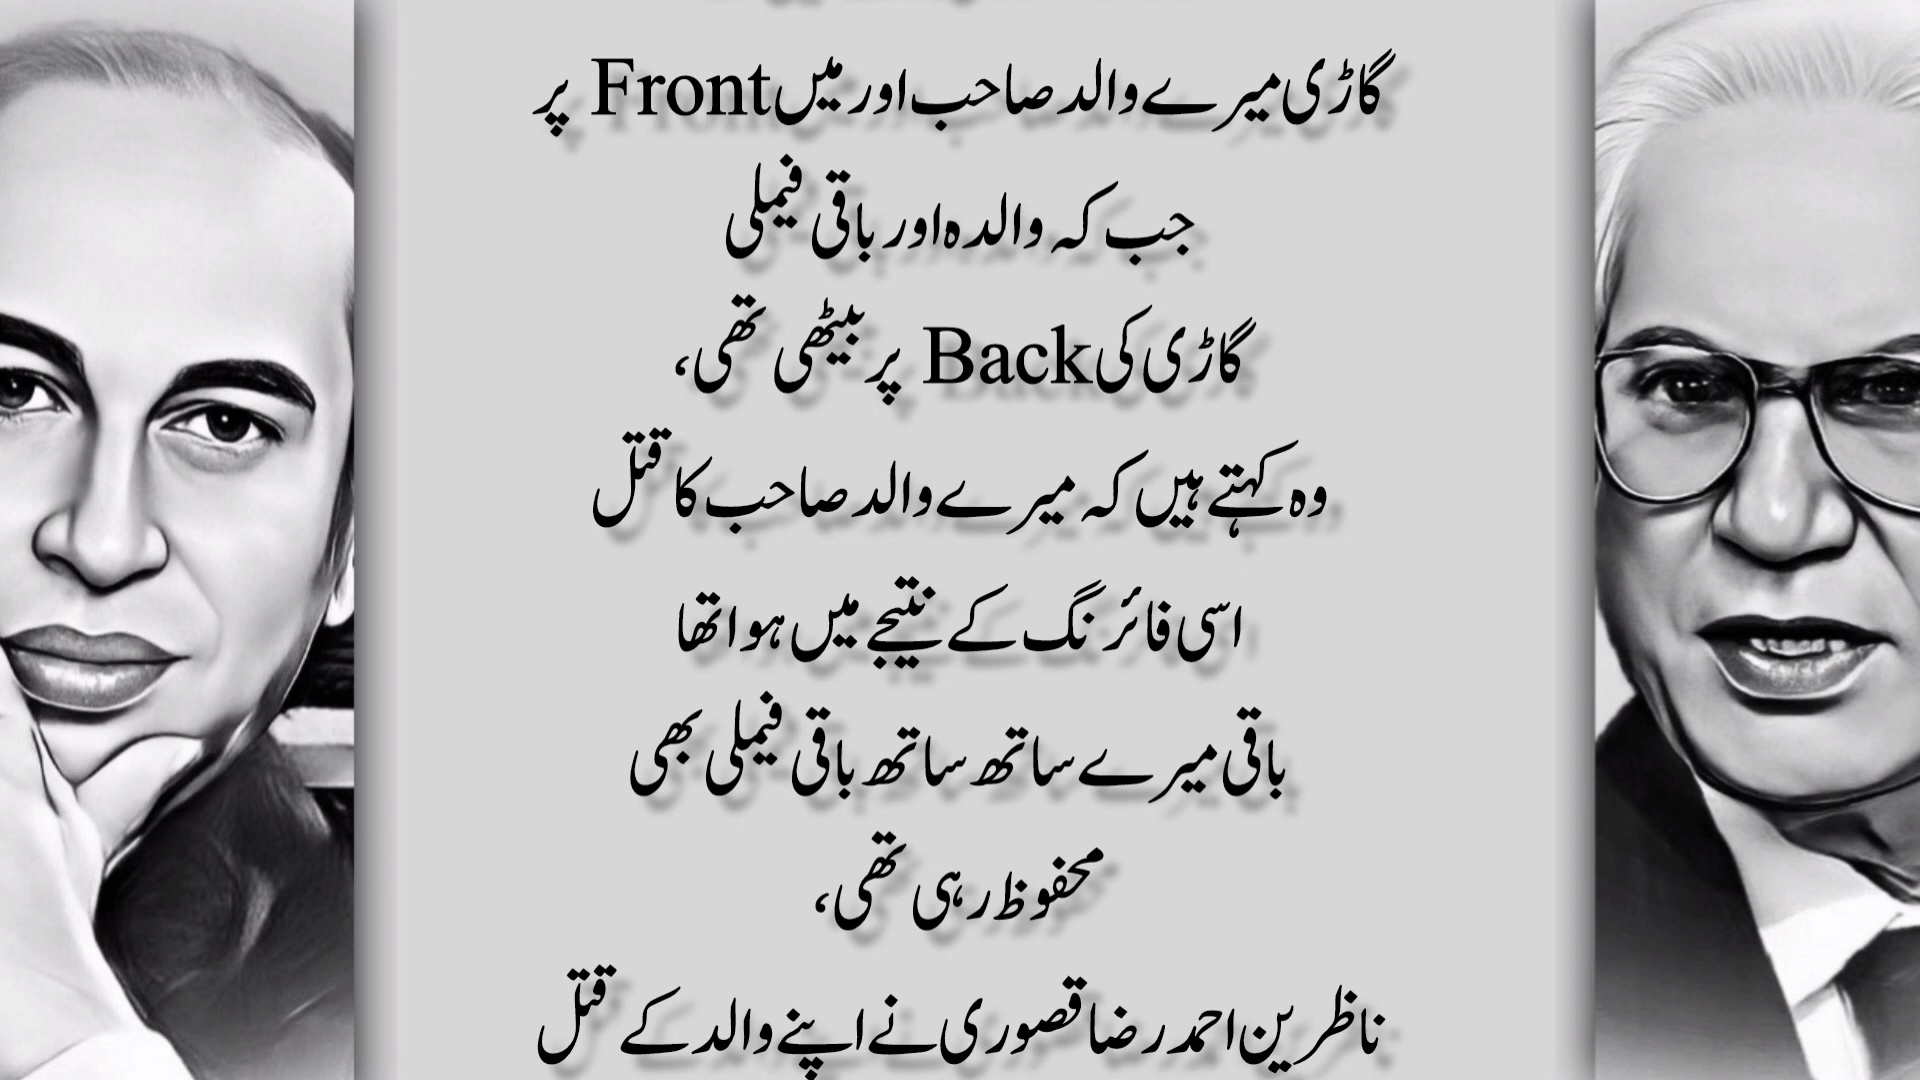 گاڑی میرے والد صاحب اور میں Front پر
جب کہ والدہ اور باقی فیملی
گاڑی کی Back پر بیٹھی تھی،
وہ کہتے ہیں کہ میرے والد صاحب کا قتل
اسی فائرنگ کے نتیجے میں ہوا تھا
باقی میرے ساتھ ساتھ باقی فیملی بھی
محفوظ رہی تھی،
ناظرین احمد رضا قصوری نے اپنے والد کے قتل